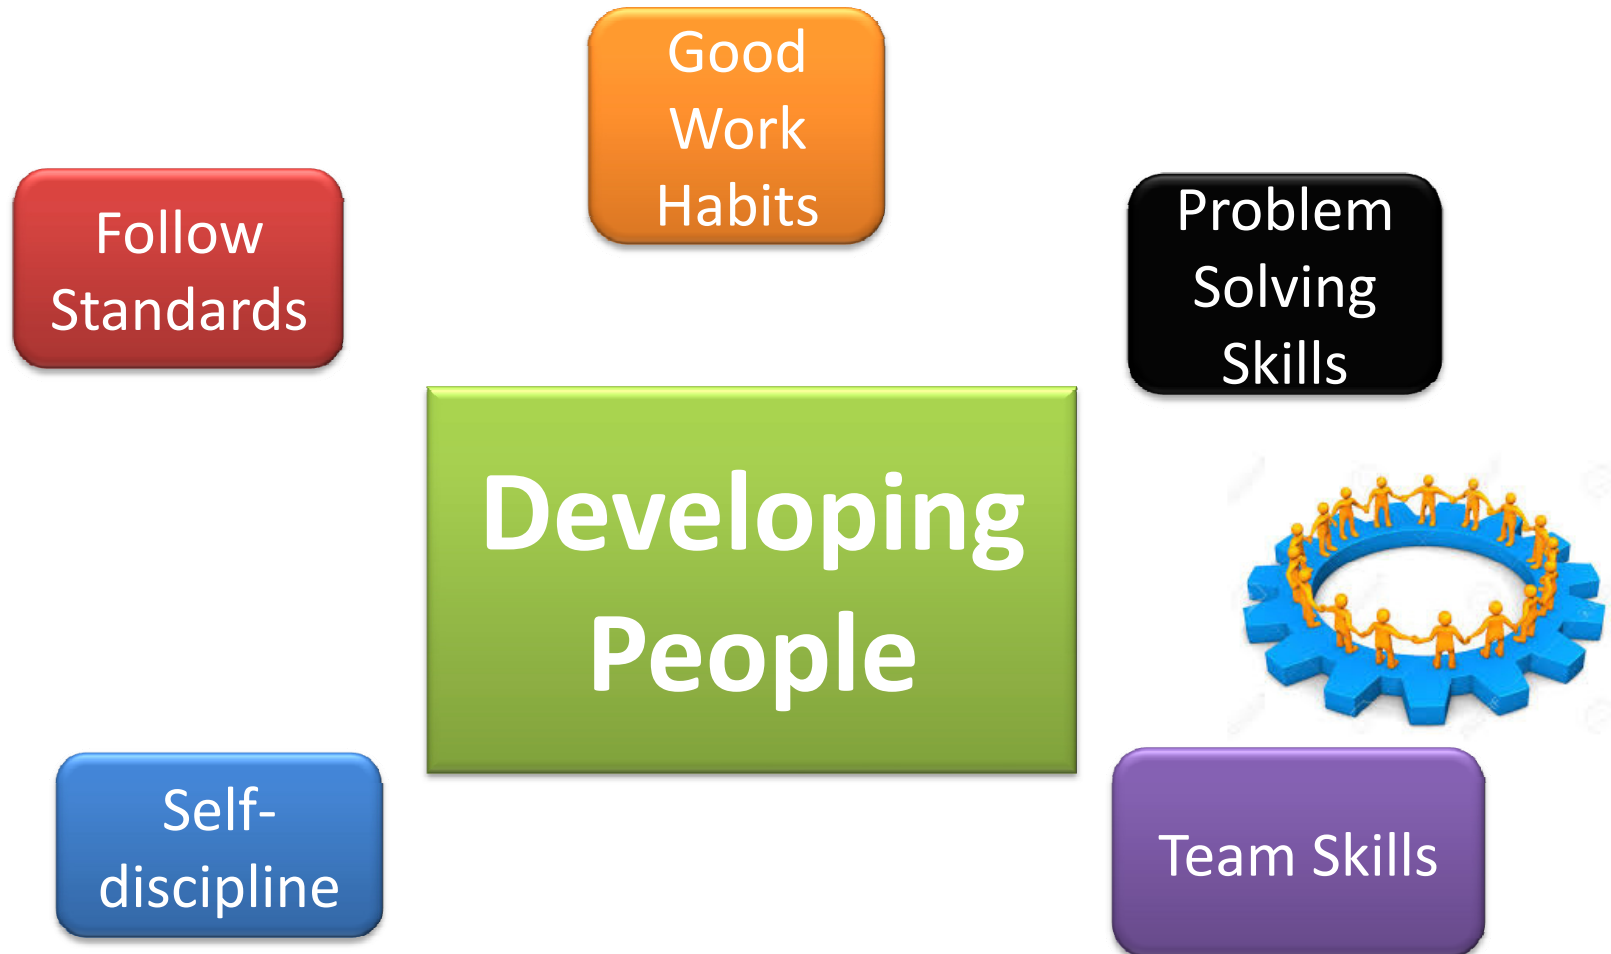 Good
Work
Habits
Follow
Standards
Problem
Solving
Skills
Developing
People
Self-
discipline
Team Skills